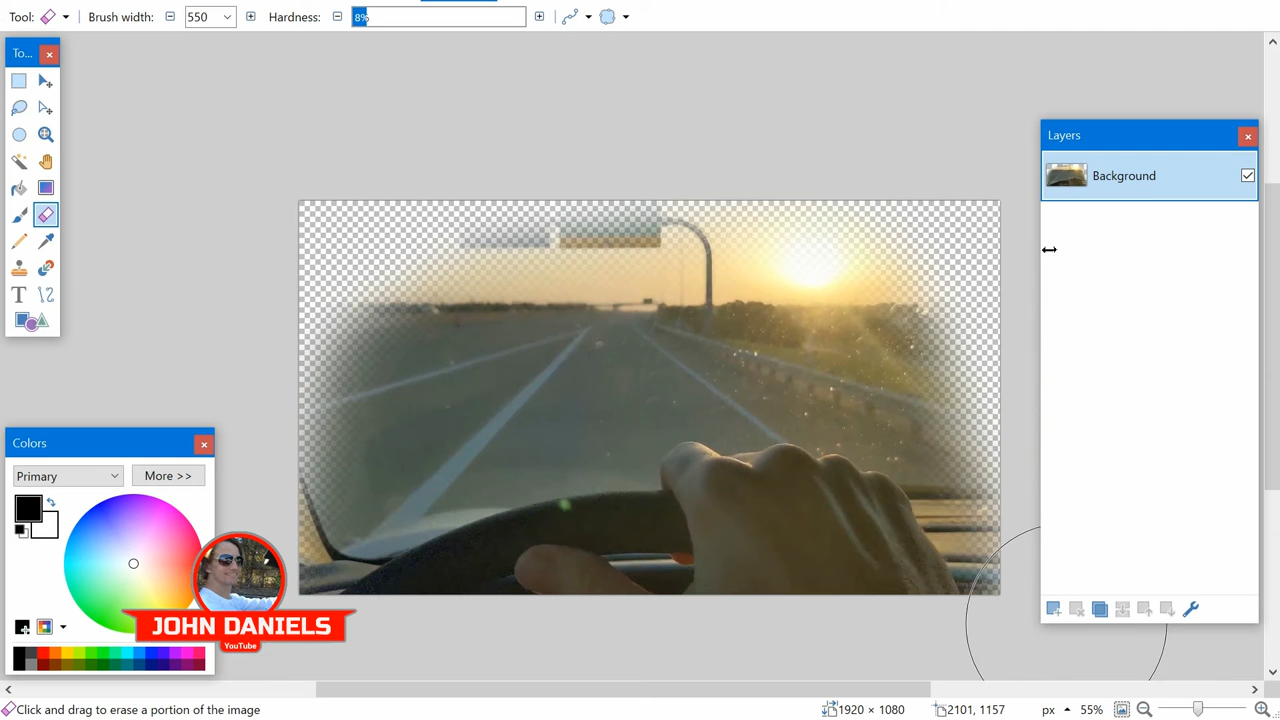 Tool:
Brush width:
550
Hardness:
8%
To...
Layers
Background
Colors
Primary
More >>
JOHN DANIELS
YouTube
T
Click and drag to erase a portion of the image
1920 × 1080
2101, 1157
px
55%